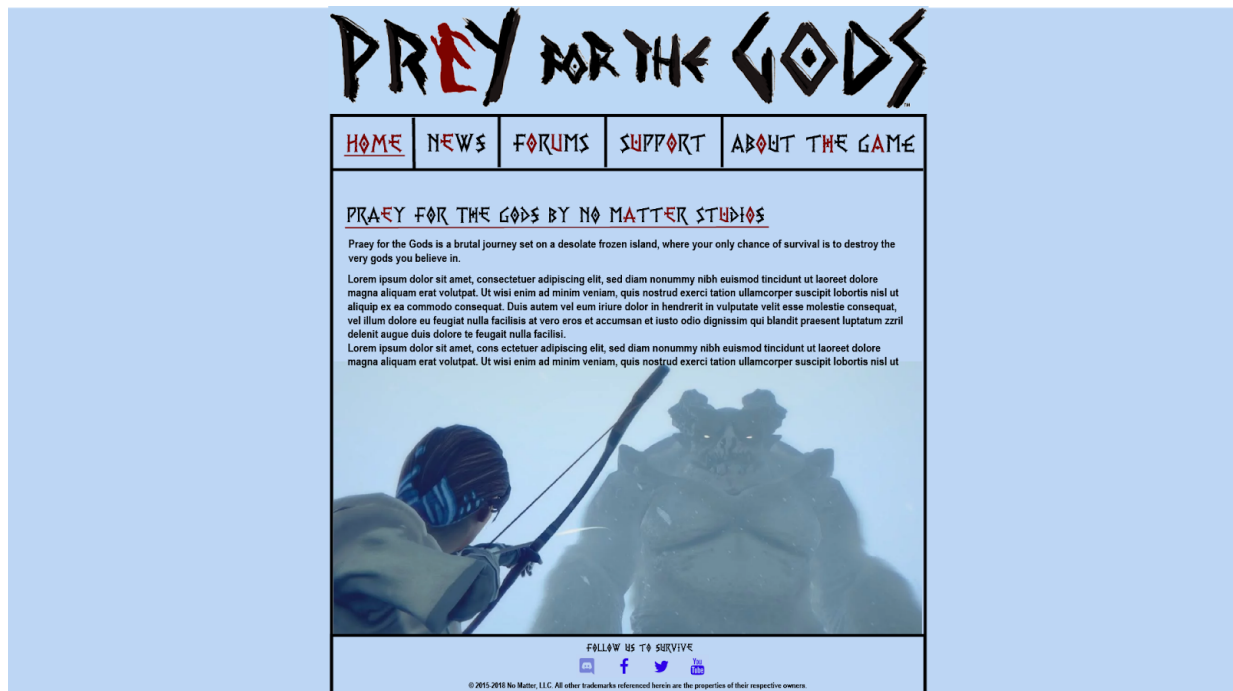 PREY FOR THE GODS ™
HOME NEWS FORUMS SUPPORT ABOUT THE GAME
PRAEY FOR THE GODS BY NO MATTER STUDIOS
Praey for the Gods is a brutal journey set on a desolate frozen island, where your only chance of survival is to destroy the
very gods you believe in.
Lorem ipsum dolor sit amet, consectetuer adipiscing elit, sed diam nonummy nibh euismod tincidunt ut laoreet dolore
magna aliquam erat volutpat. Ut wisi enim ad minim veniam, quis nostrud exerci tation ullamcorper suscipit lobortis nisl ut
aliquip ex ea commodo consequat. Duis autem vel eum iriure dolor in hendrerit in vulputate velit esse molestie consequat,
vel illum dolore eu feugiat nulla facilisis at vero eros et accumsan et iusto odio dignissim qui blandit praesent luptatum zzril
delenit augue duis dolore te feugait nulla facilisi.
Lorem ipsum dolor sit amet, cons ectetuer adipiscing elit, sed diam nonummy nibh euismod tincidunt ut laoreet dolore
magna aliquam erat volutpat. Ut wisi enim ad minim veniam, quis nostrud exerci tation ullamcorper suscipit lobortis nisl ut
FOLLOW US TO SURVIVE
You Tube
© 2015-2018 No Matter, LLC. All other trademarks referenced herein are the properties of their respective owners.